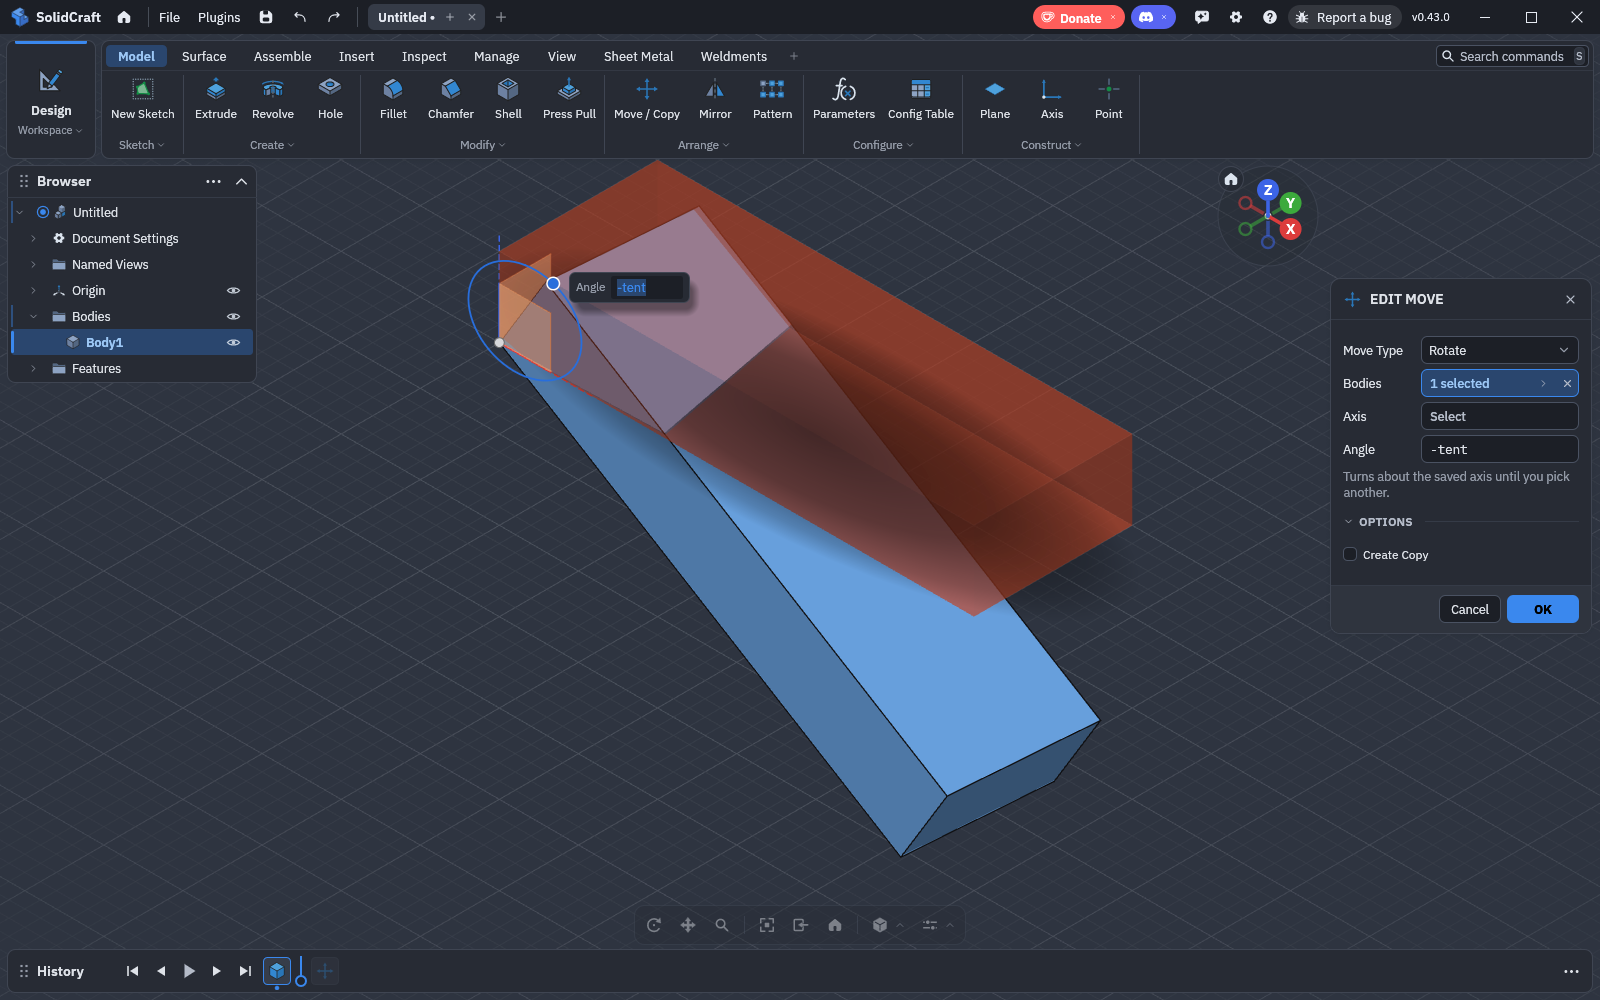 SolidCraft
File
Plugins
Untitled •
Donate
Report a bug
v0.43.0
Design
Workspace
Model
Surface
Assemble
Insert
Inspect
Manage
View
Sheet Metal
Weldments
Search commands
S
New Sketch
Extrude
Revolve
Hole
Fillet
Chamfer
Shell
Press Pull
Move / Copy
Mirror
Pattern
Parameters
Config Table
Plane
Axis
Point
Sketch
Create
Modify
Arrange
Configure
Construct
Browser
Untitled
Document Settings
Named Views
Origin
Bodies
Body1
Features
Z
Y
X
Angle
-tent
EDIT MOVE
Move Type
Rotate
Bodies
1 selected
Axis
Select
Angle
-tent
Turns about the saved axis until you pick
another.
OPTIONS
Create Copy
Cancel
OK
History